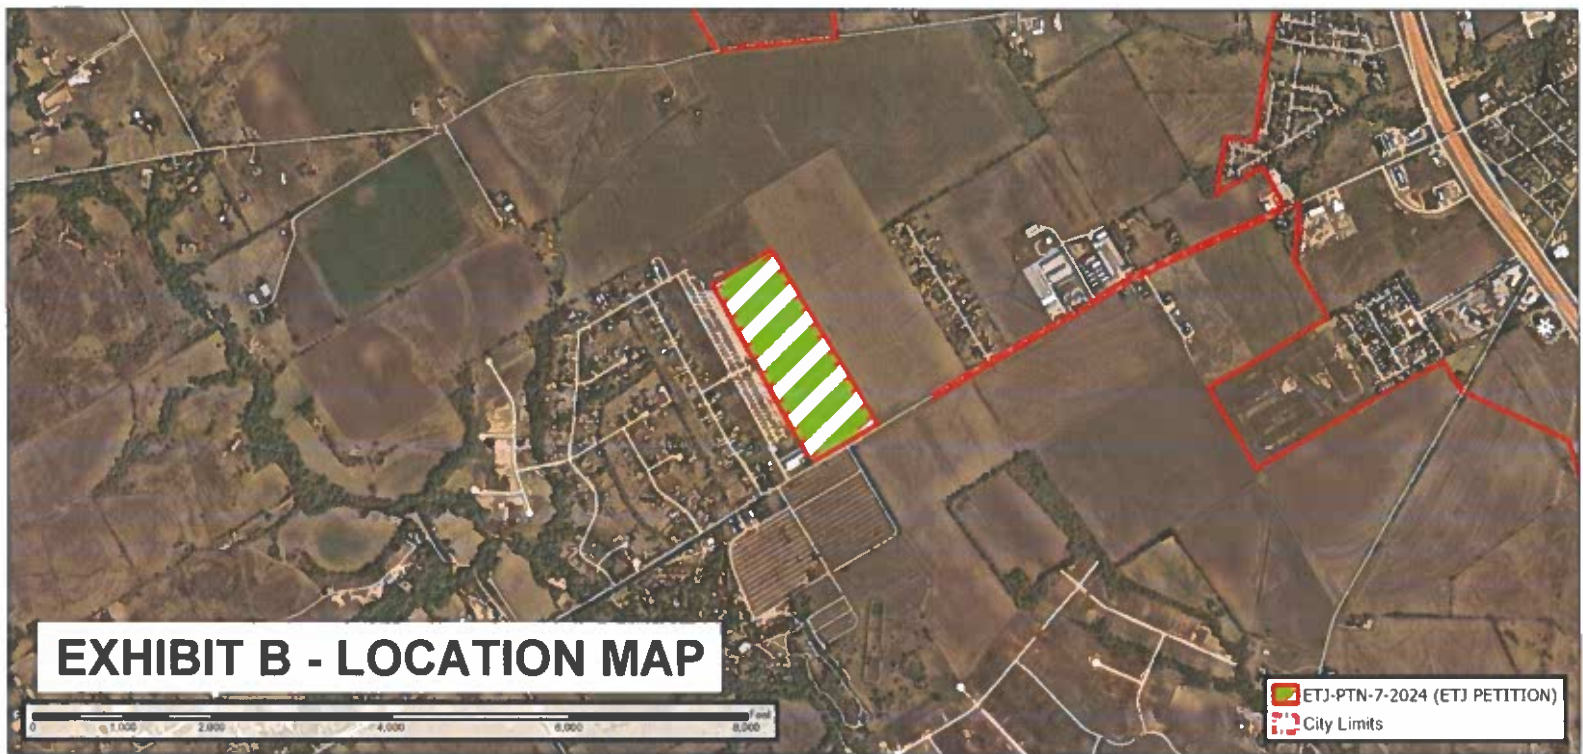 EXHIBIT B - LOCATION MAP
Feet
0 1,000 2,000 4,000 6,000 8,000
ETJ-PTN-7-2024 (ETJ PETITION)
City Limits